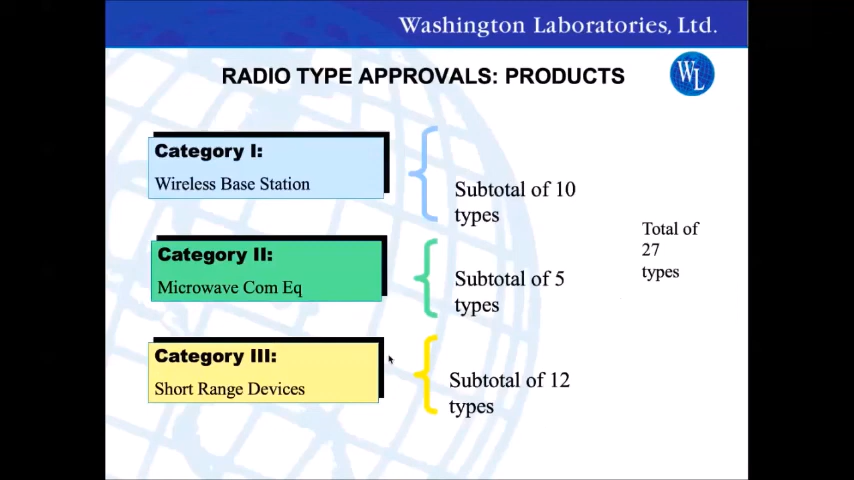 Washington Laboratories, Ltd.
RADIO TYPE APPROVALS: PRODUCTS
WL
Category I:
Wireless Base Station
Subtotal of 10
types
Total of
27
types
Category II:
Microwave Com Eq
Subtotal of 5
types
Category III:
Short Range Devices
Subtotal of 12
types